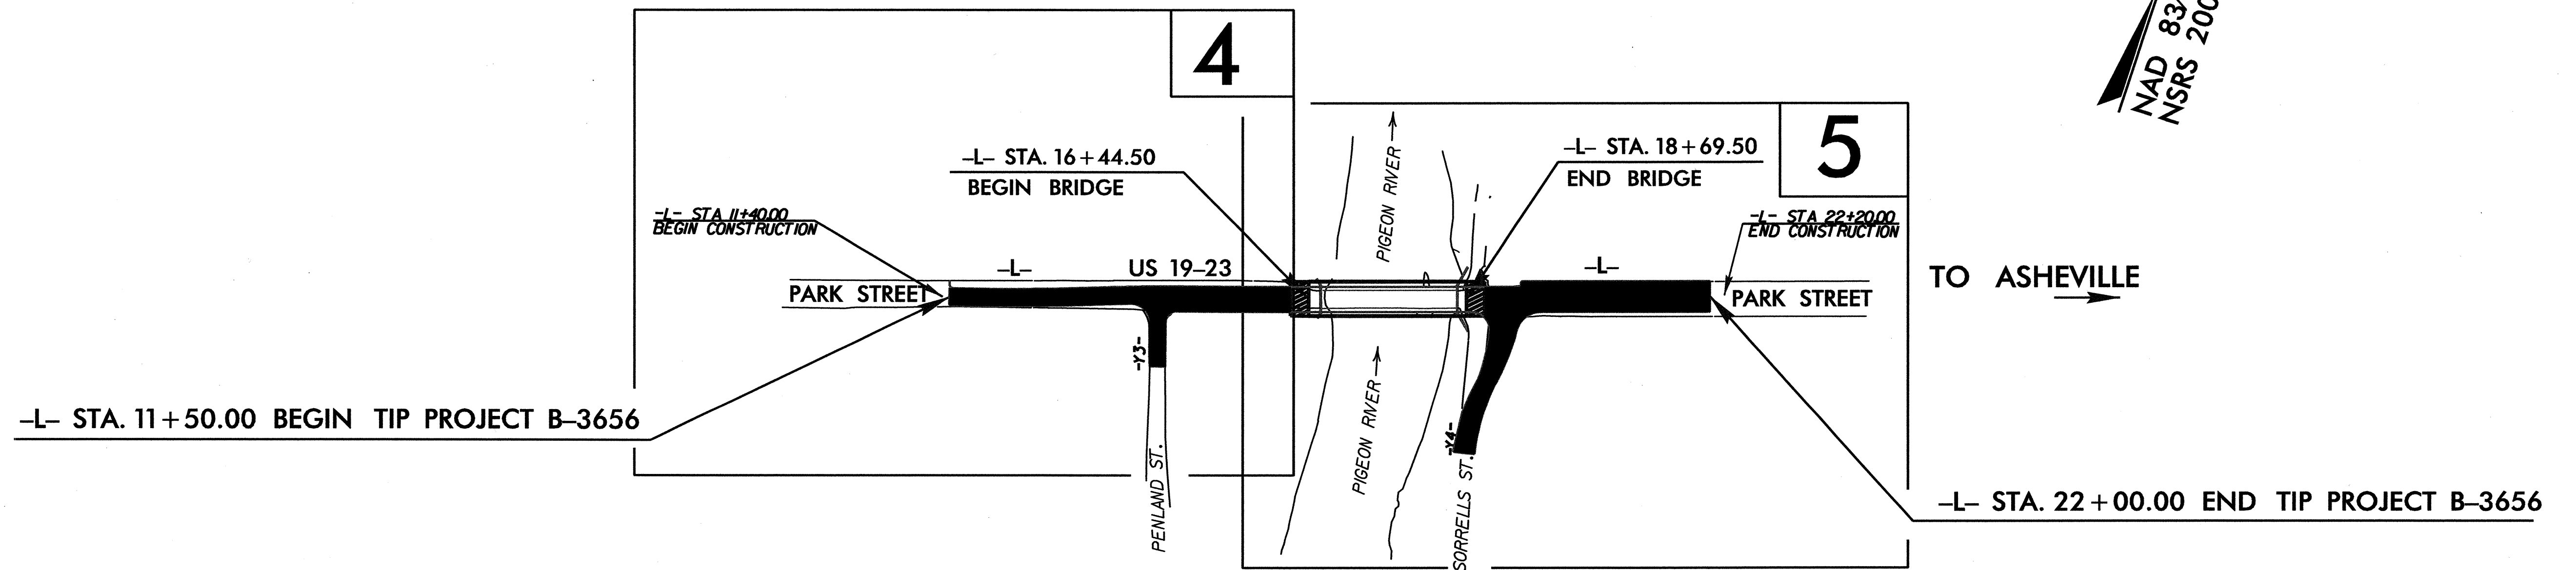 4
NAD 83/
NSRS 200
5
-L- STA. 16+44.50
BEGIN BRIDGE
PIGEON RIVER
-L- STA. 18+69.50
END BRIDGE
-L- STA 11+40.00
BEGIN CONSTRUCTION
-L- STA 22+20.00
END CONSTRUCTION
-L-
US 19-23
-L-
TO ASHEVILLE
PARK STREET
PARK STREET
-Y3-
PIGEON RIVER
-L- STA. 11+50.00 BEGIN TIP PROJECT B-3656
-Y4-
PENLAND ST.
SORRELLS ST.
-L- STA. 22+00.00 END TIP PROJECT B-3656